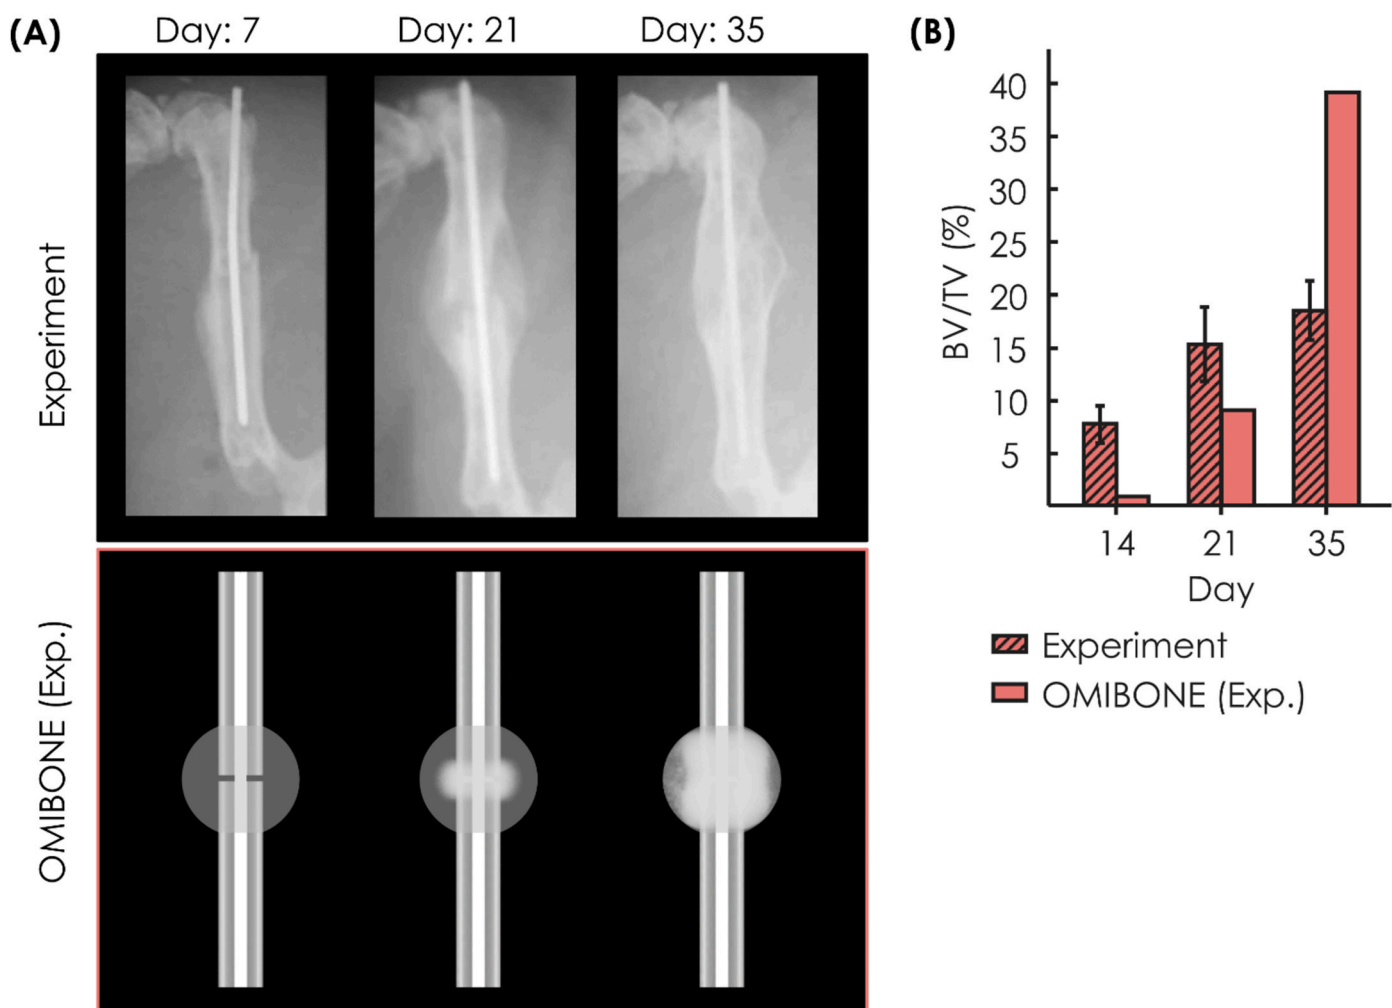 (A)
Day: 7
Day: 21
Day: 35
Experiment
OMIBONE (Exp.)
(B)
BV/TV (%)
40
35
30
25
20
15
10
5
14
21
35
Day
Experiment
OMIBONE (Exp.)